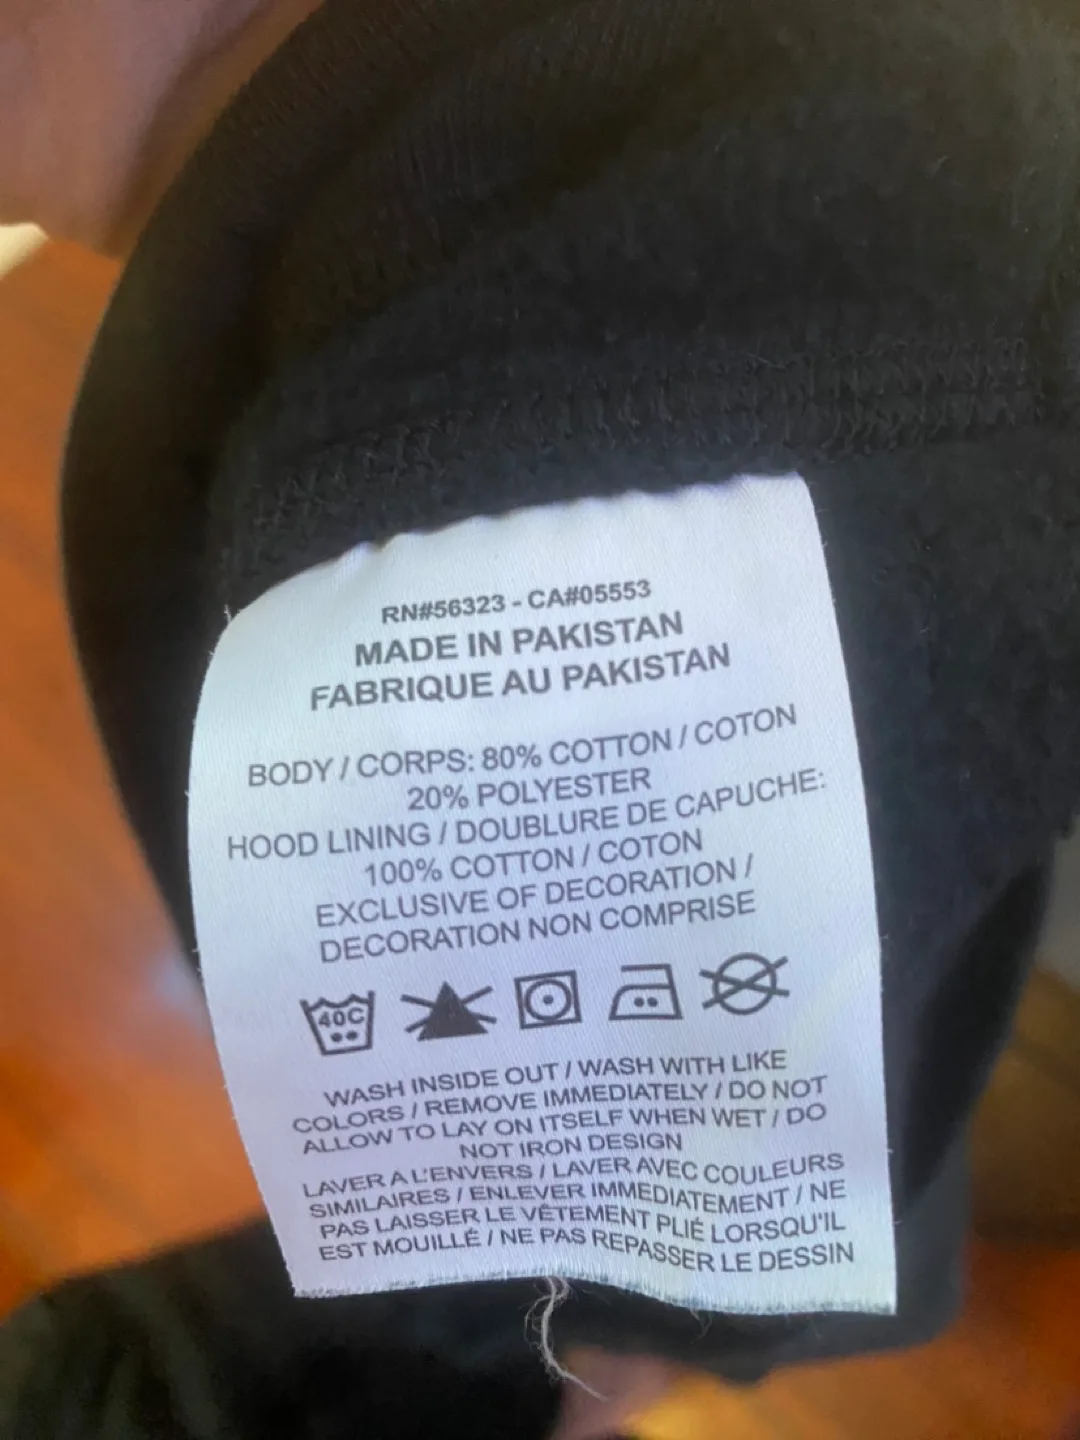 RN#56323 - CA#05553
MADE IN PAKISTAN
FABRIQUE AU PAKISTAN
BODY / CORPS: 80% COTTON / COTON
20% POLYESTER
HOOD LINING / DOUBLURE DE CAPUCHE:
100% COTTON / COTON
EXCLUSIVE OF DECORATION /
DECORATION NON COMPRISE
40C
WASH INSIDE OUT / WASH WITH LIKE
COLORS / REMOVE IMMEDIATELY / DO NOT
ALLOW TO LAY ON ITSELF WHEN WET / DO
NOT IRON DESIGN
LAVER A L'ENVERS / LAVER AVEC COULEURS
SIMILAIRES / ENLEVER IMMEDIATEMENT / NE
PAS LAISSER LE VÊTEMENT PLIÉ LORSQU'IL
EST MOUILLÉ / NE PAS REPASSER LE DESSIN